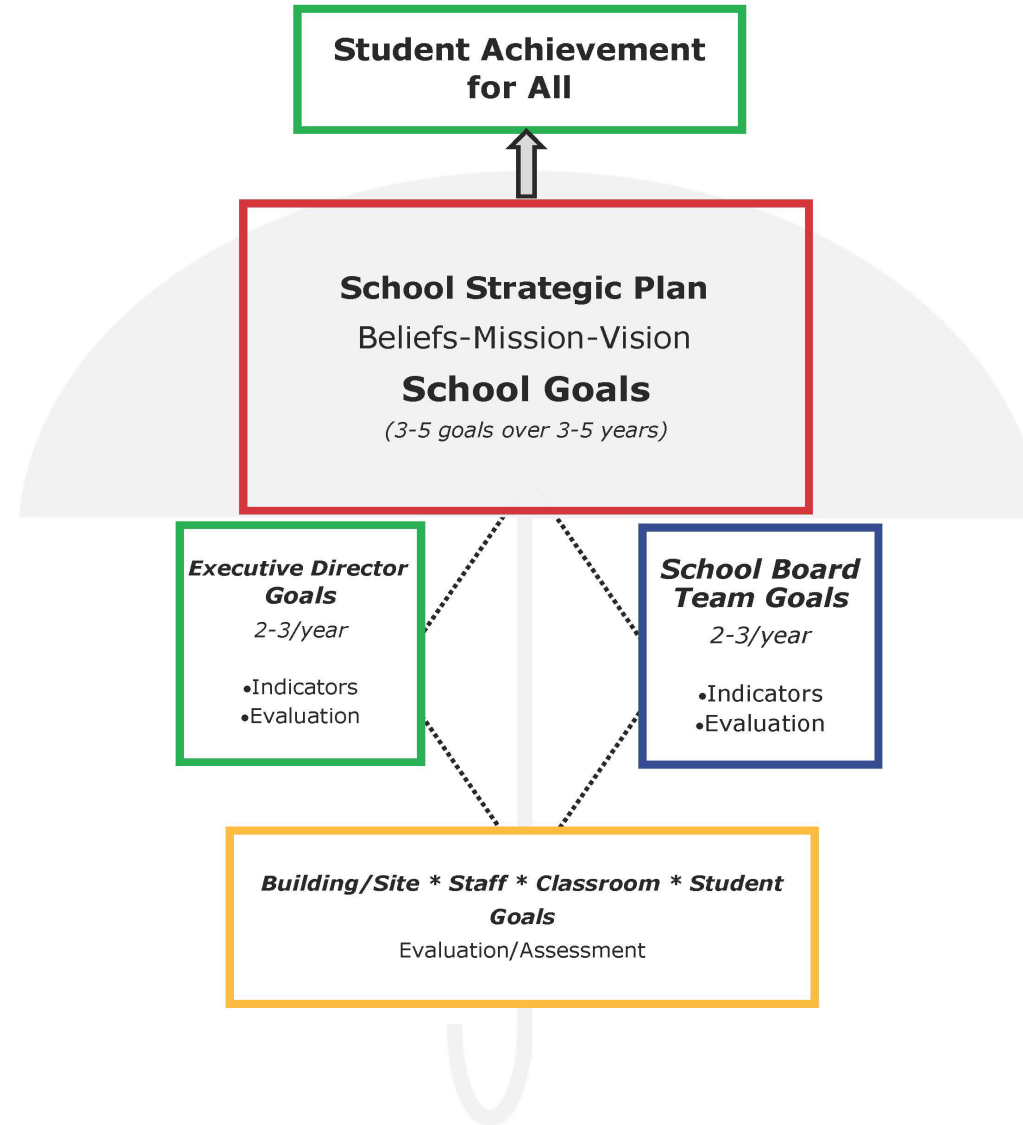 Student Achievement
for All
School Strategic Plan
Beliefs-Mission-Vision
School Goals
(3-5 goals over 3-5 years)
Executive Director
Goals
2-3/year
•Indicators
•Evaluation
School Board
Team Goals
2-3/year
•Indicators
•Evaluation
Building/Site * Staff * Classroom * Student
Goals
Evaluation/Assessment